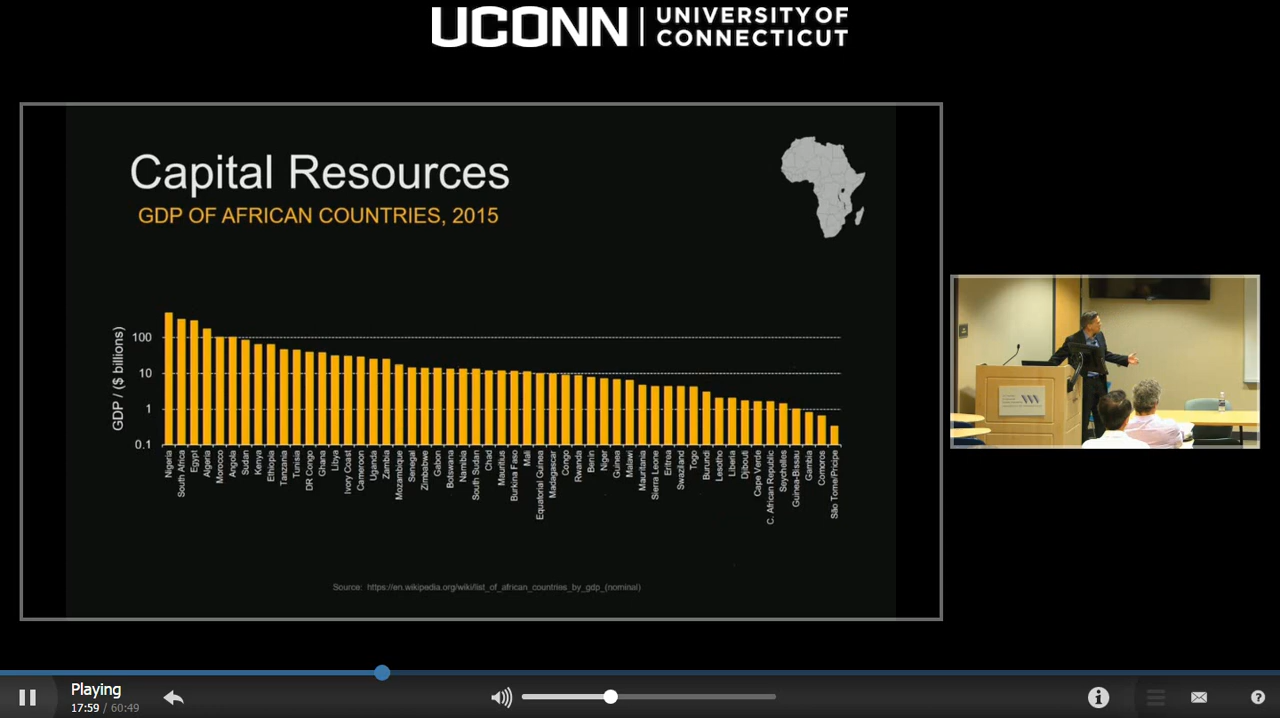 UCONN
UNIVERSITY OF
CONNECTICUT
Capital Resources
GDP OF AFRICAN COUNTRIES, 2015
GDP / ($ billions)
100
10
1
0.1
Nigeria
South Africa
Egypt
Algeria
Morocco
Angola
Sudan
Kenya
Ethiopia
Tanzania
Tunisia
DR Congo
Ghana
Libya
Ivory Coast
Cameroon
Uganda
Zambia
Mozambique
Senegal
Zimbabwe
Gabon
Botswana
Namibia
South Sudan
Chad
Mauritius
Burkina Faso
Mali
Equatorial Guinea
Madagascar
Congo
Rwanda
Benin
Niger
Guinea
Malawi
Mauritania
Sierra Leone
Eritrea
Swaziland
Togo
Burundi
Lesotho
Liberia
Djibouti
Cape Verde
C. African Republic
Seychelles
Guinea-Bissau
Gambia
Comoros
São Tome/Pricipe
Source: https://en.wikipedia.org/wiki/list_of_african_countries_by_gdp_(nominal)
Playing
17:59 / 60:49